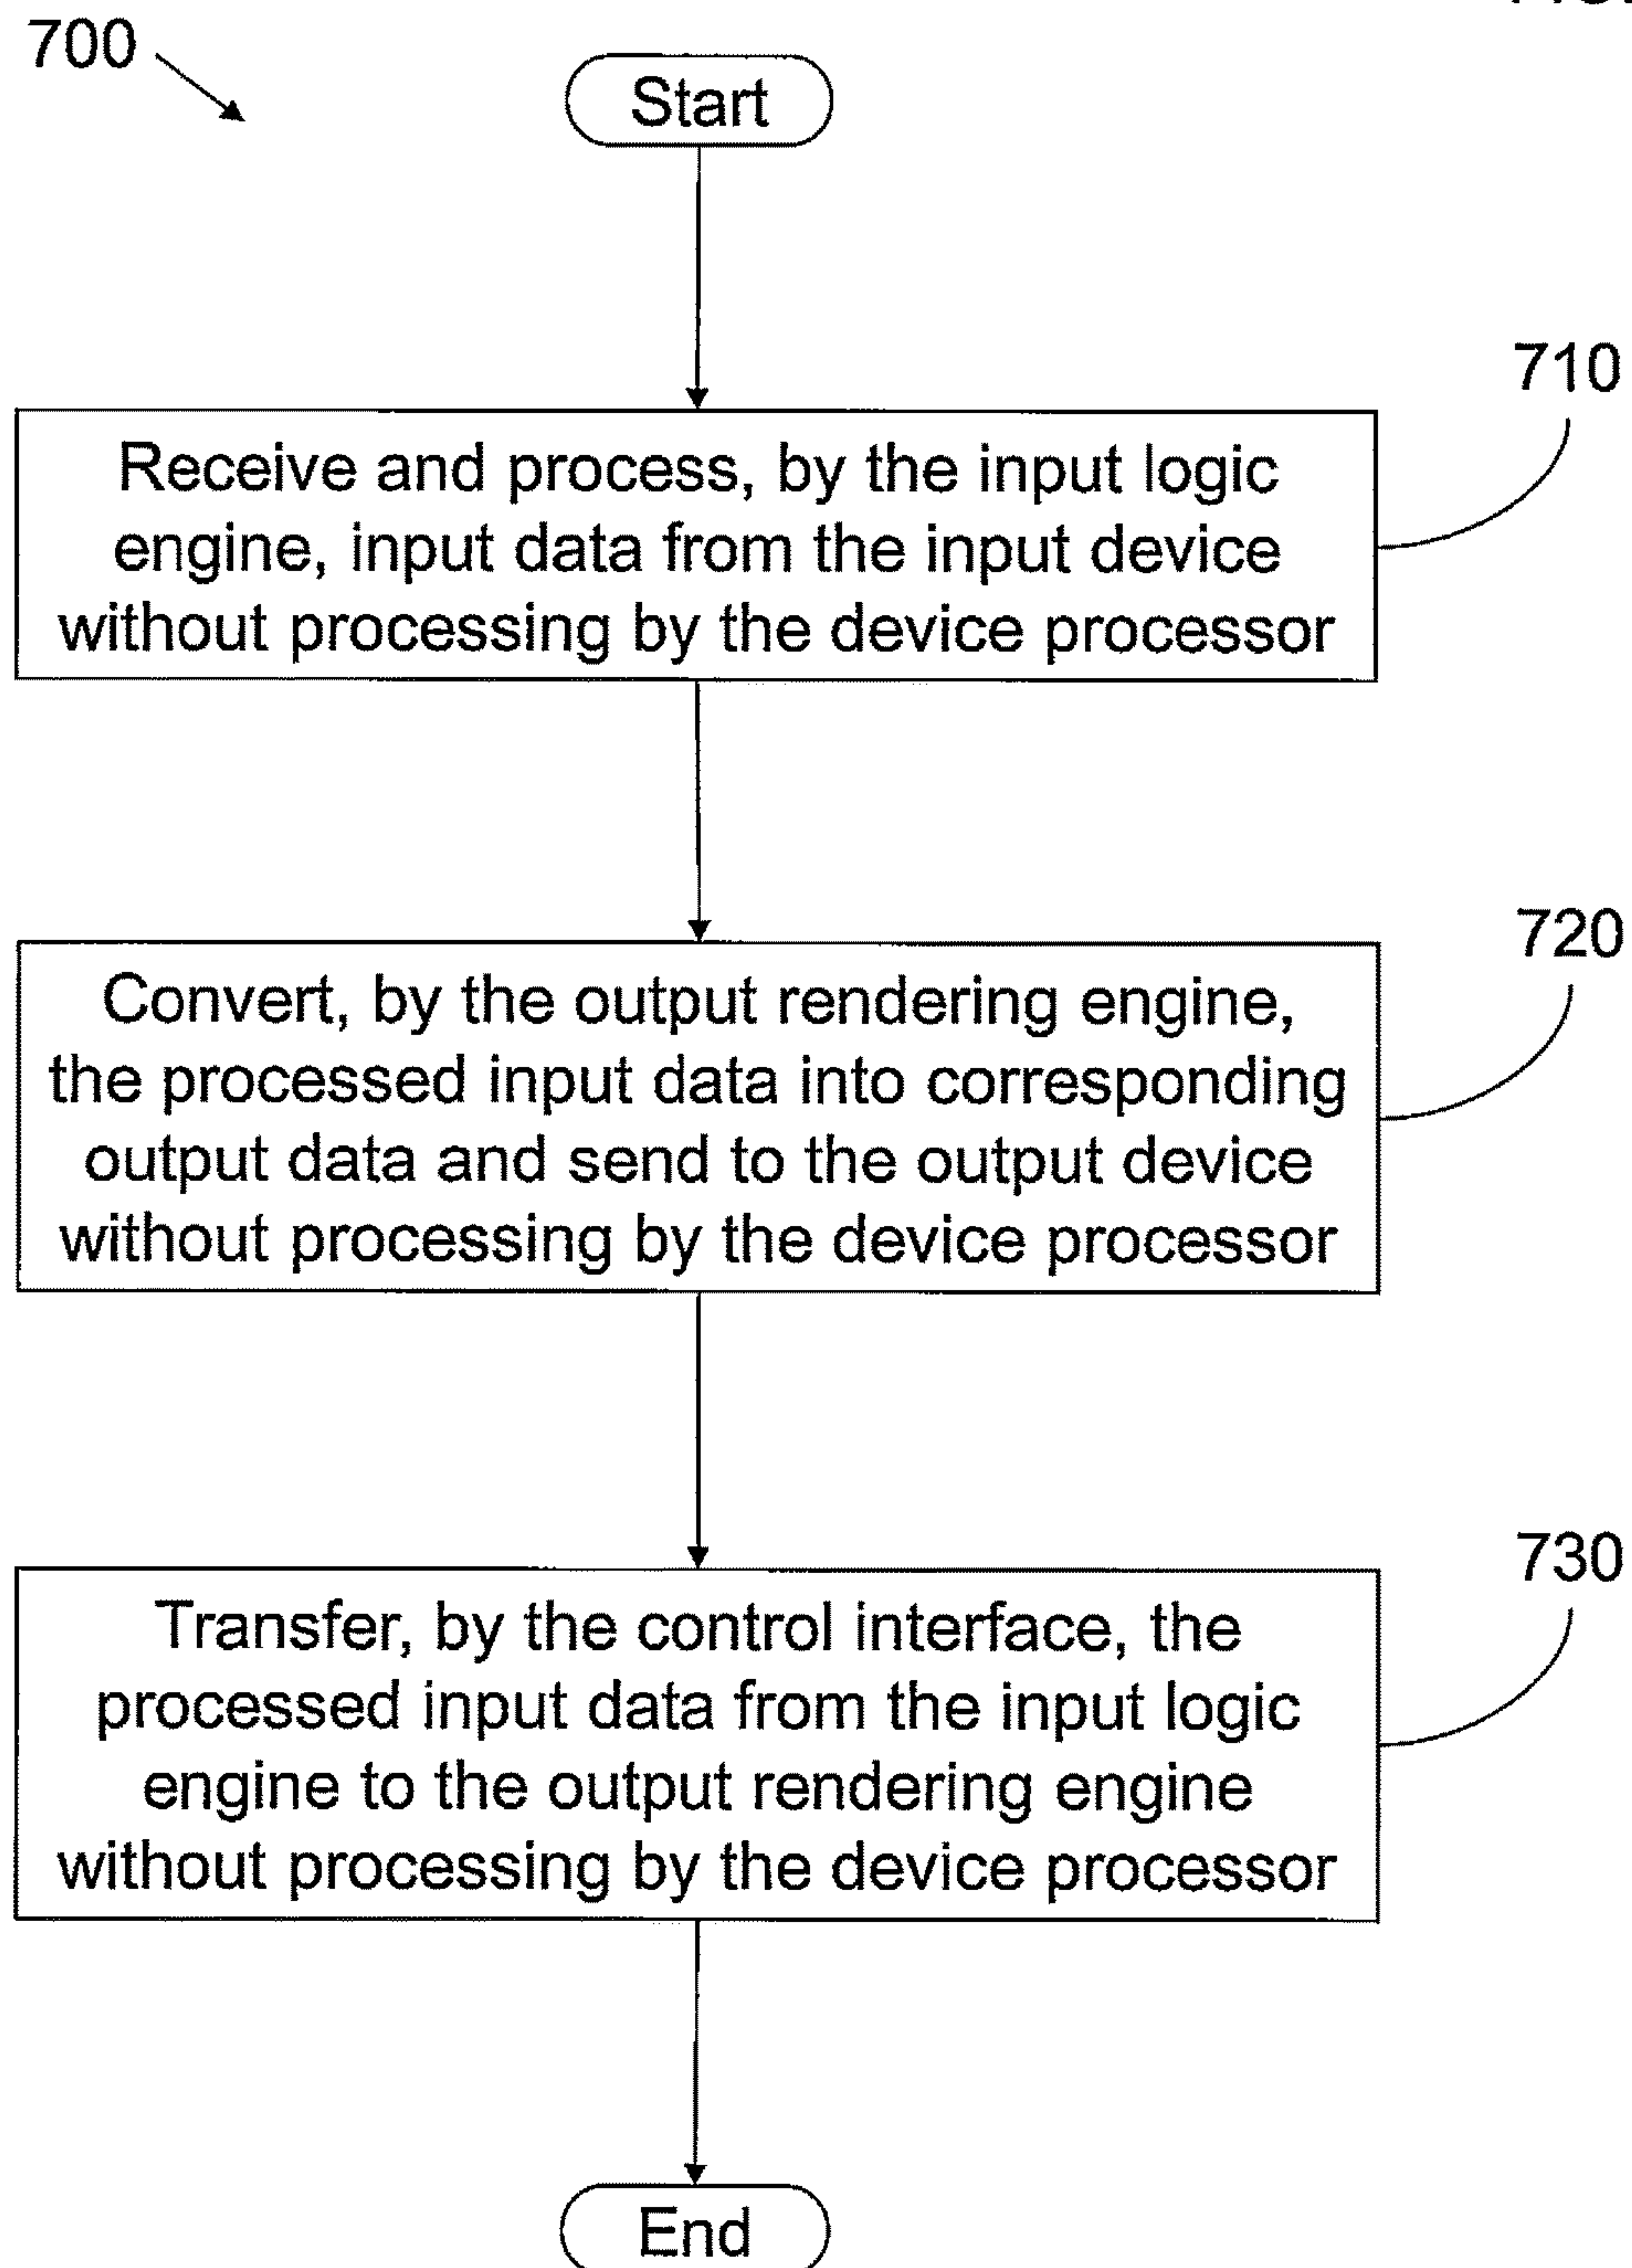 700
Start
710
Receive and process, by the input logic
engine, input data from the input device
without processing by the device processor
720
Convert, by the output rendering engine,
the processed input data into corresponding
output data and send to the output device
without processing by the device processor
730
Transfer, by the control interface, the
processed input data from the input logic
engine to the output rendering engine
without processing by the device processor
End